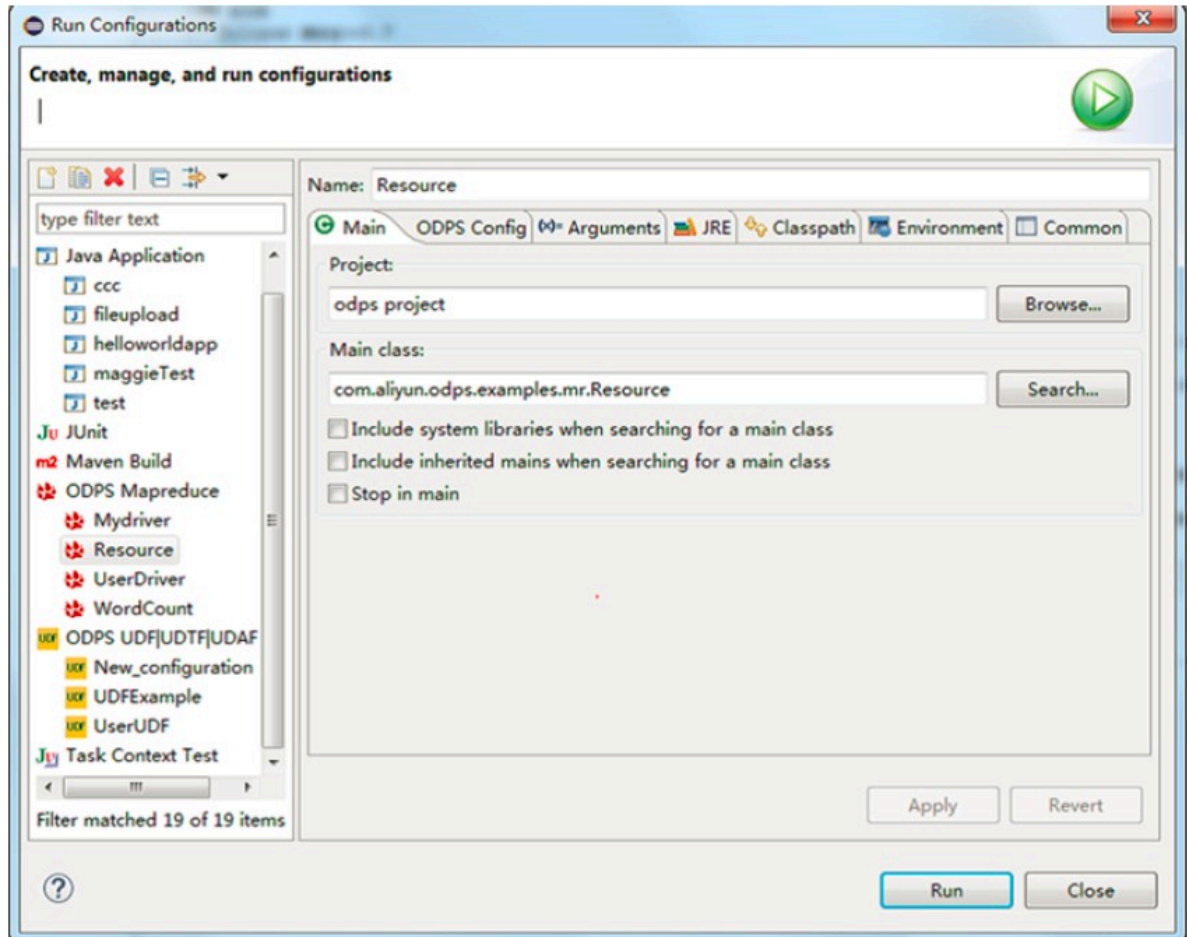 Run Configurations
Create, manage, and run configurations
Name: Resource
type filter text
Main ODPS Config Arguments JRE Classpath Environment Common
Java Application
ccc
fileupload
helloworldapp
maggieTest
test
JUnit
Maven Build
ODPS Mapreduce
Mydriver
Resource
UserDriver
WordCount
ODPS UDF|UDTF|UDAF
New_configuration
UDFExample
UserUDF
Task Context Test
Filter matched 19 of 19 items
Project:
odps project Browse...
Main class:
com.aliyun.odps.examples.mr.Resource Search...
Include system libraries when searching for a main class
Include inherited mains when searching for a main class
Stop in main
Apply Revert
Run Close